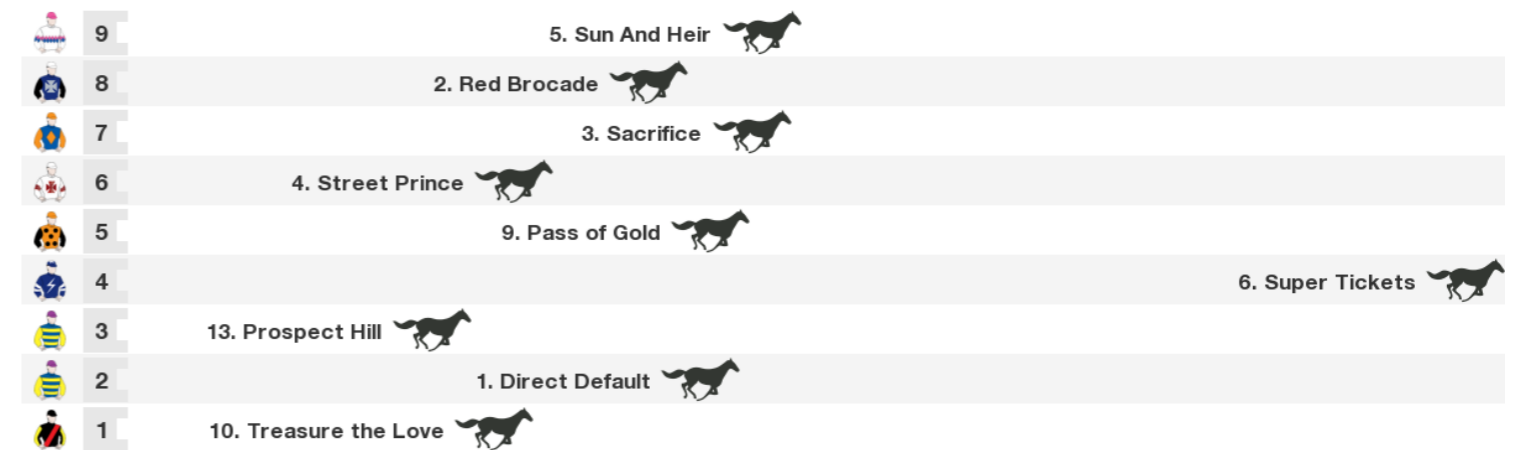 9 5. Sun And Heir
8 2. Red Brocade
7 3. Sacrifice
6 4. Street Prince
5 9. Pass of Gold
4 6. Super Tickets
3 13. Prospect Hill
2 1. Direct Default
1 10. Treasure the Love